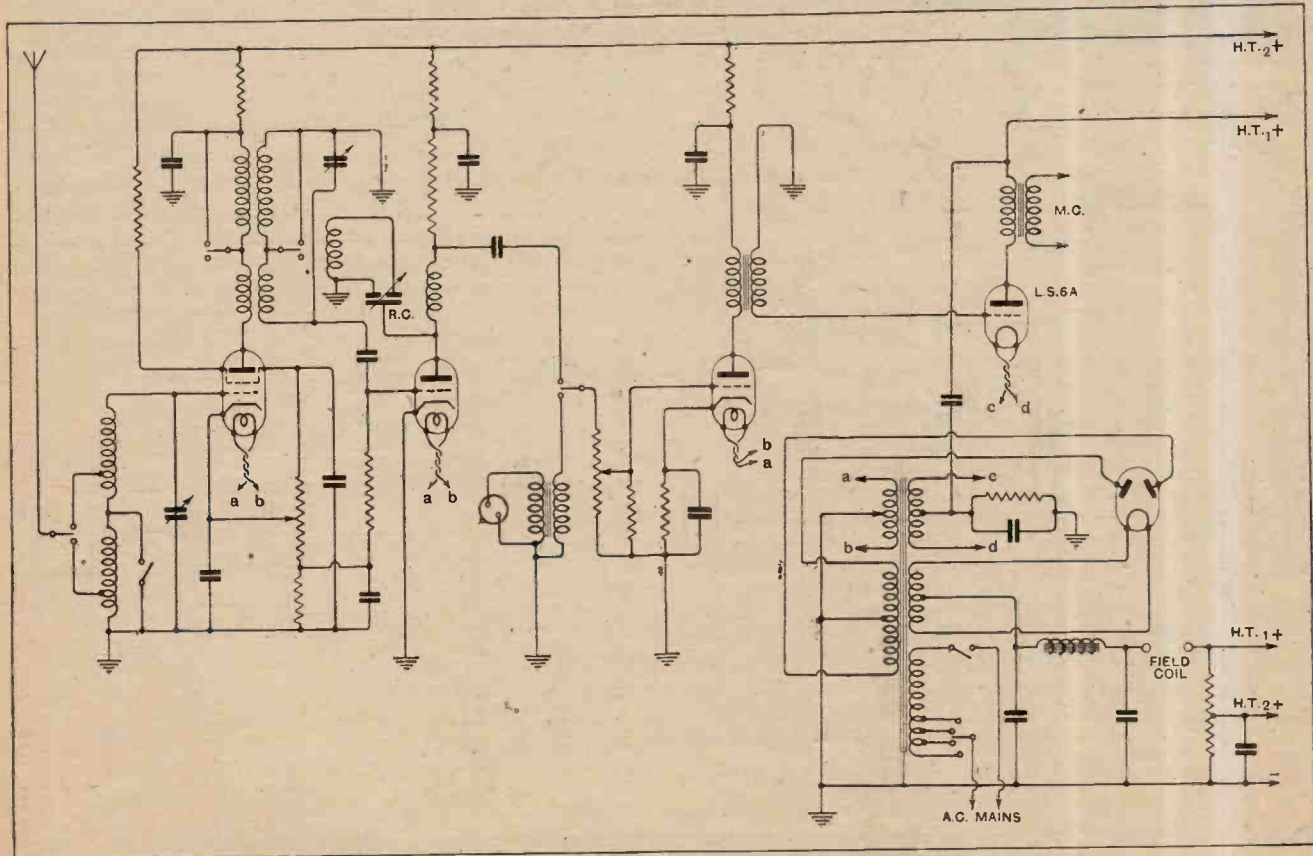 H.T.2+
H.T.1+
M.C.
L.S.6A
R.C.
a b
a b
b
a
c d
a
c
b
d
H.T.1+
FIELD
COIL
H.T.2+
−
A.C. MAINS